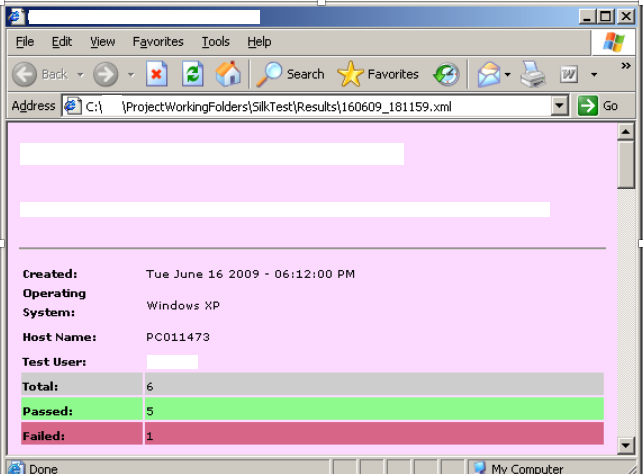 File Edit View Favorites Tools Help
Back Search Favorites W »
Address C:\ \ProjectWorkingFolders\SilkTest\Results\160609_181159.xml Go
Created: Tue June 16 2009 - 06:12:00 PM
Operating
System: Windows XP
Host Name: PC011473
Test User:
Total: 6
Passed: 5
Failed: 1
Done My Computer